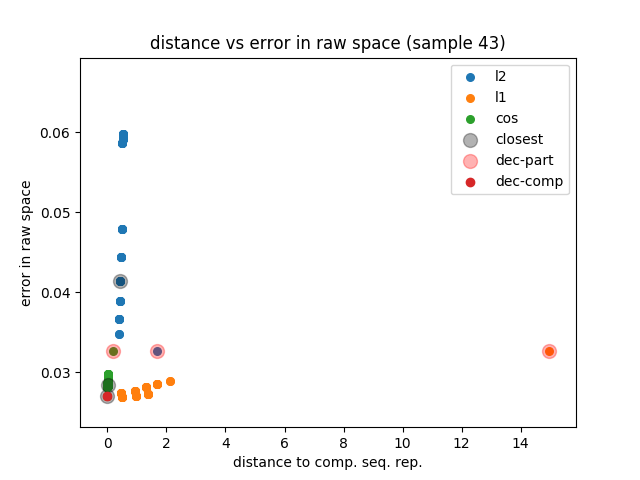 distance vs error in raw space (sample 43)
l2
l1
cos
closest
dec-part
dec-comp
error in raw space
0.06
0.05
0.04
0.03
0
2
4
6
8
10
12
14
distance to comp. seq. rep.